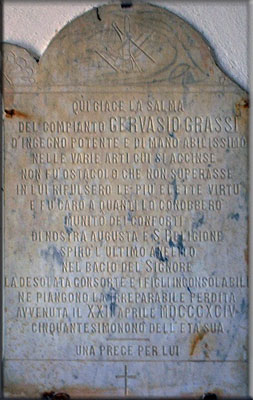 QUI GIACE LA SALMA
DEL COMPIANTO GERVASIO GRASSI
D'INGEGNO POTENTE E DI MANO ABILISSIMO
NELLE VARIE ARTI CUI SI ACCINSE
NON FU OSTACOLO CHE NON SUPERASSE
IN LUI RIFULSERO LE PIÙ ELETTE VIRTÙ
E FU CARO A QUANTI LO CONOBBERO
MUNITO DEI CONFORTI
DI NOSTRA AUGUSTA E S. RELIGIONE
SPIRÒ L'ULTIMO ANELITO
NEL BACIO DEL SIGNORE
LA DESOLATA CONSORTE E I FIGLI INCONSOLABILI
NE PIANGONO LA IRREPARABILE PERDITA
AVVENUTA IL APRILE MDCCCXCIV
CINQUANTESIMONONO DELL'ETÀ SUA
UNA PRECE PER LUI